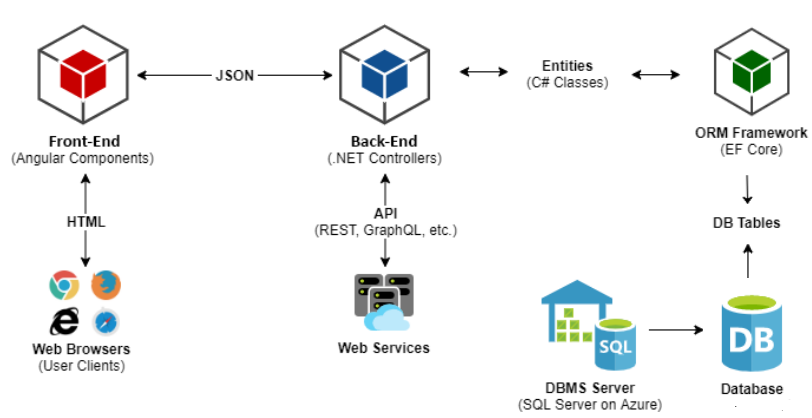 JSON
Entities
(C# Classes)
Front-End
(Angular Components)
Back-End
(.NET Controllers)
ORM Framework
(EF Core)
HTML
API
(REST, GraphQL, etc.)
DB Tables
SQL
DB
Web Browsers
(User Clients)
Web Services
DBMS Server
(SQL Server on Azure)
Database